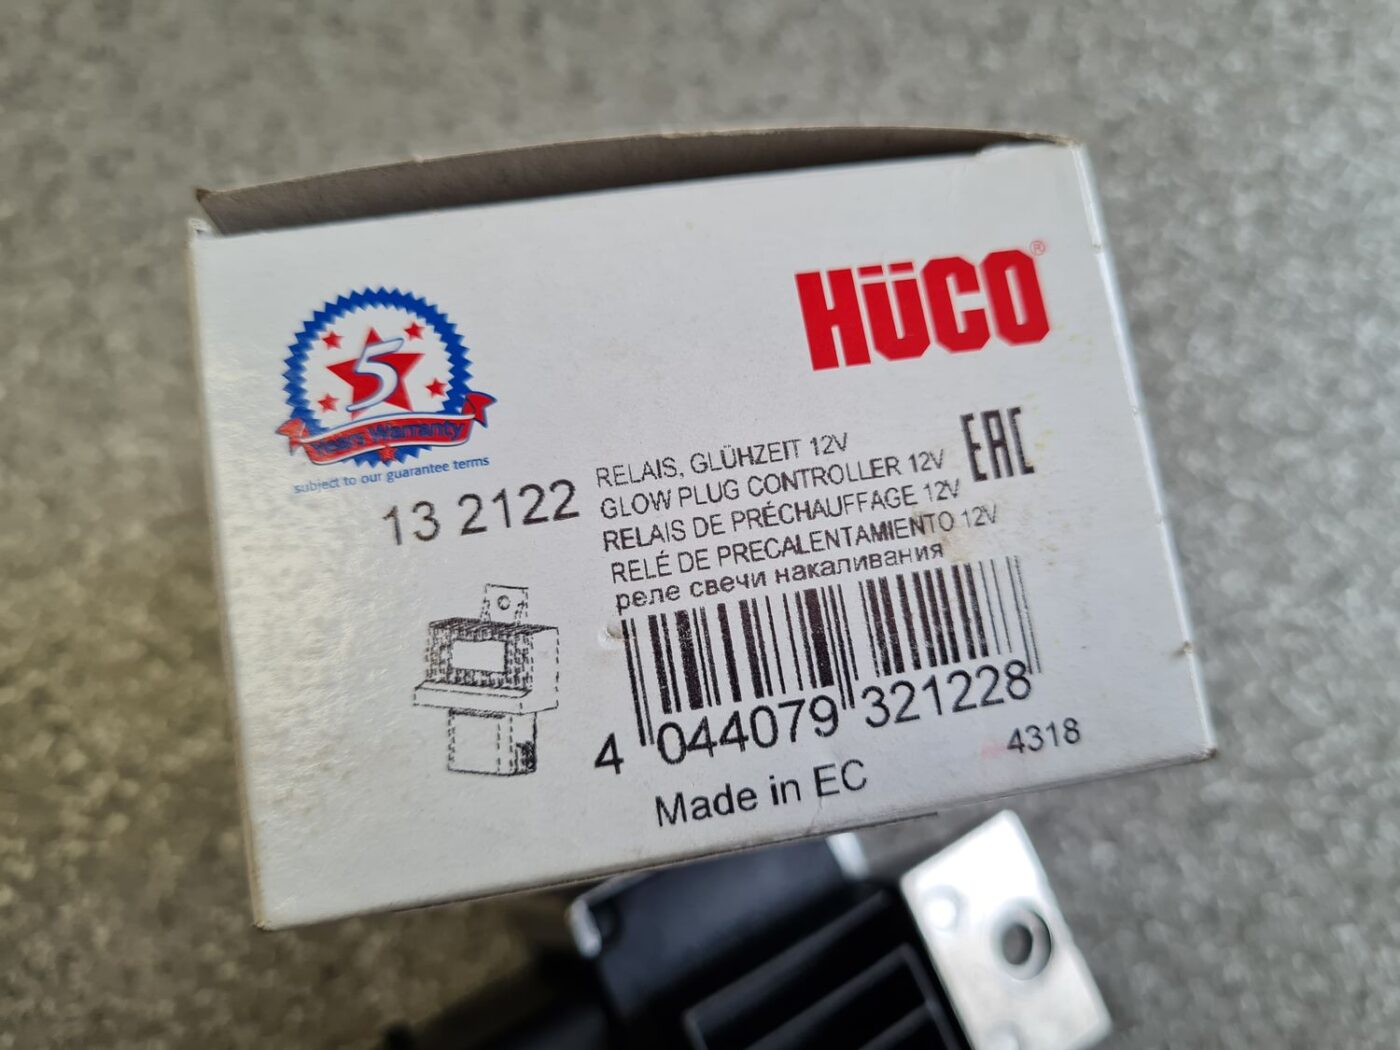 HÜCO®
5
Years Warranty
subject to our guarantee terms
13 2122
RELAIS, GLÜHZEIT 12V
GLOW PLUG CONTROLLER 12V
RELAIS DE PRÉCHAUFFAGE 12V
RELÉ DE PRECALENTAMIENTO 12V
реле свечи накаливания
EAC
4 044079 321228
4318
Made in EC